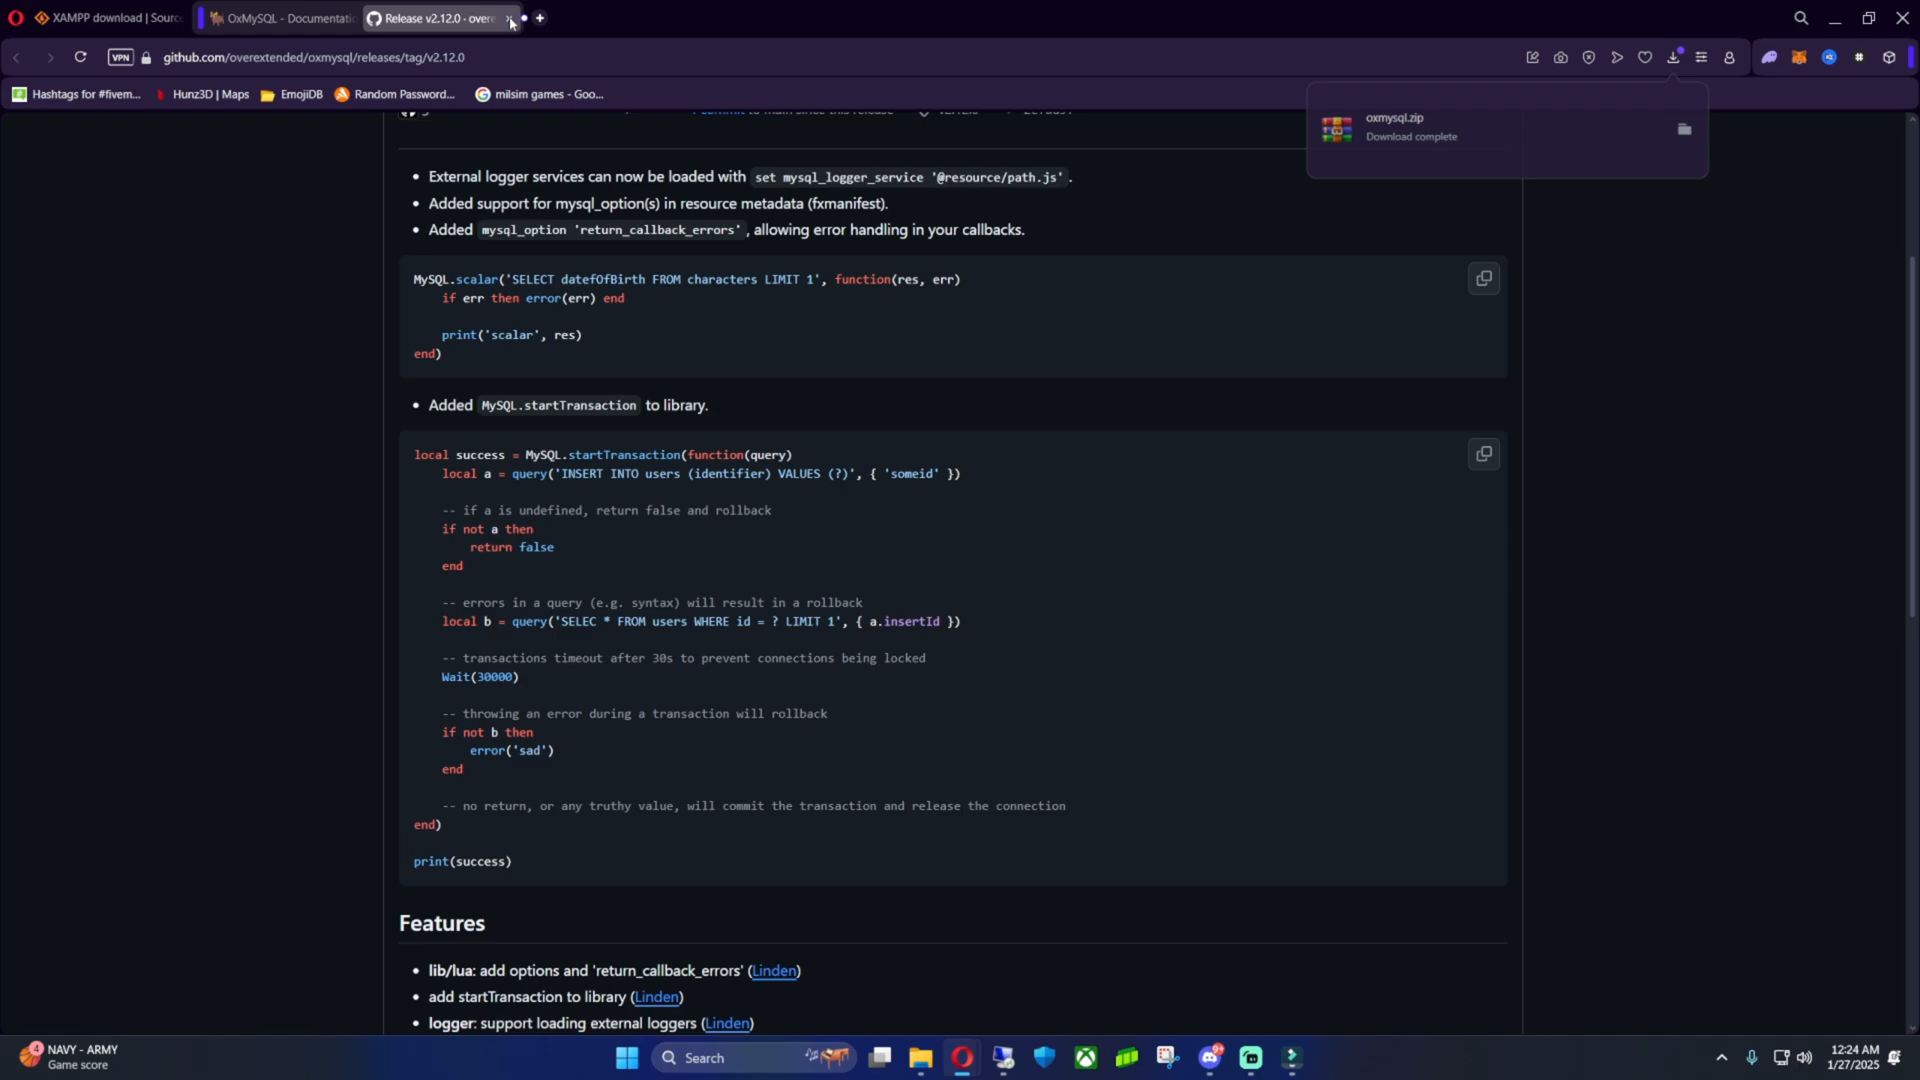 XAMPP download | Sourc
OxMySQL - Documentatio
Release v2.12.0 · overe
VPN
github.com/overextended/oxmysql/releases/tag/v2.12.0
Hashtags for #fivem...
Hunz3D | Maps
EmojiDB
Random Password...
milsim games - Goo...
oxmysql.zip
Download complete
• External logger services can now be loaded with set mysql_logger_service '@resource/path.js' .
• Added support for mysql_option(s) in resource metadata (fxmanifest).
• Added mysql_option 'return_callback_errors' , allowing error handling in your callbacks.
MySQL.scalar('SELECT datefOfBirth FROM characters LIMIT 1', function(res, err)
if err then error(err) end
print('scalar', res)
end)
• Added MySQL.startTransaction to library.
local success = MySQL.startTransaction(function(query)
local a = query('INSERT INTO users (identifier) VALUES (?)', { 'someid' })
-- if a is undefined, return false and rollback
if not a then
return false
end
-- errors in a query (e.g. syntax) will result in a rollback
local b = query('SELEC * FROM users WHERE id = ? LIMIT 1', { a.insertId })
-- transactions timeout after 30s to prevent connections being locked
Wait(30000)
-- throwing an error during a transaction will rollback
if not b then
error('sad')
end
-- no return, or any truthy value, will commit the transaction and release the connection
end)
print(success)
Features
• lib/lua: add options and 'return_callback_errors' (Linden)
• add startTransaction to library (Linden)
• logger: support loading external loggers (Linden)
4
NAVY - ARMY
Game score
Search
9+
12:24 AM
1/27/2025